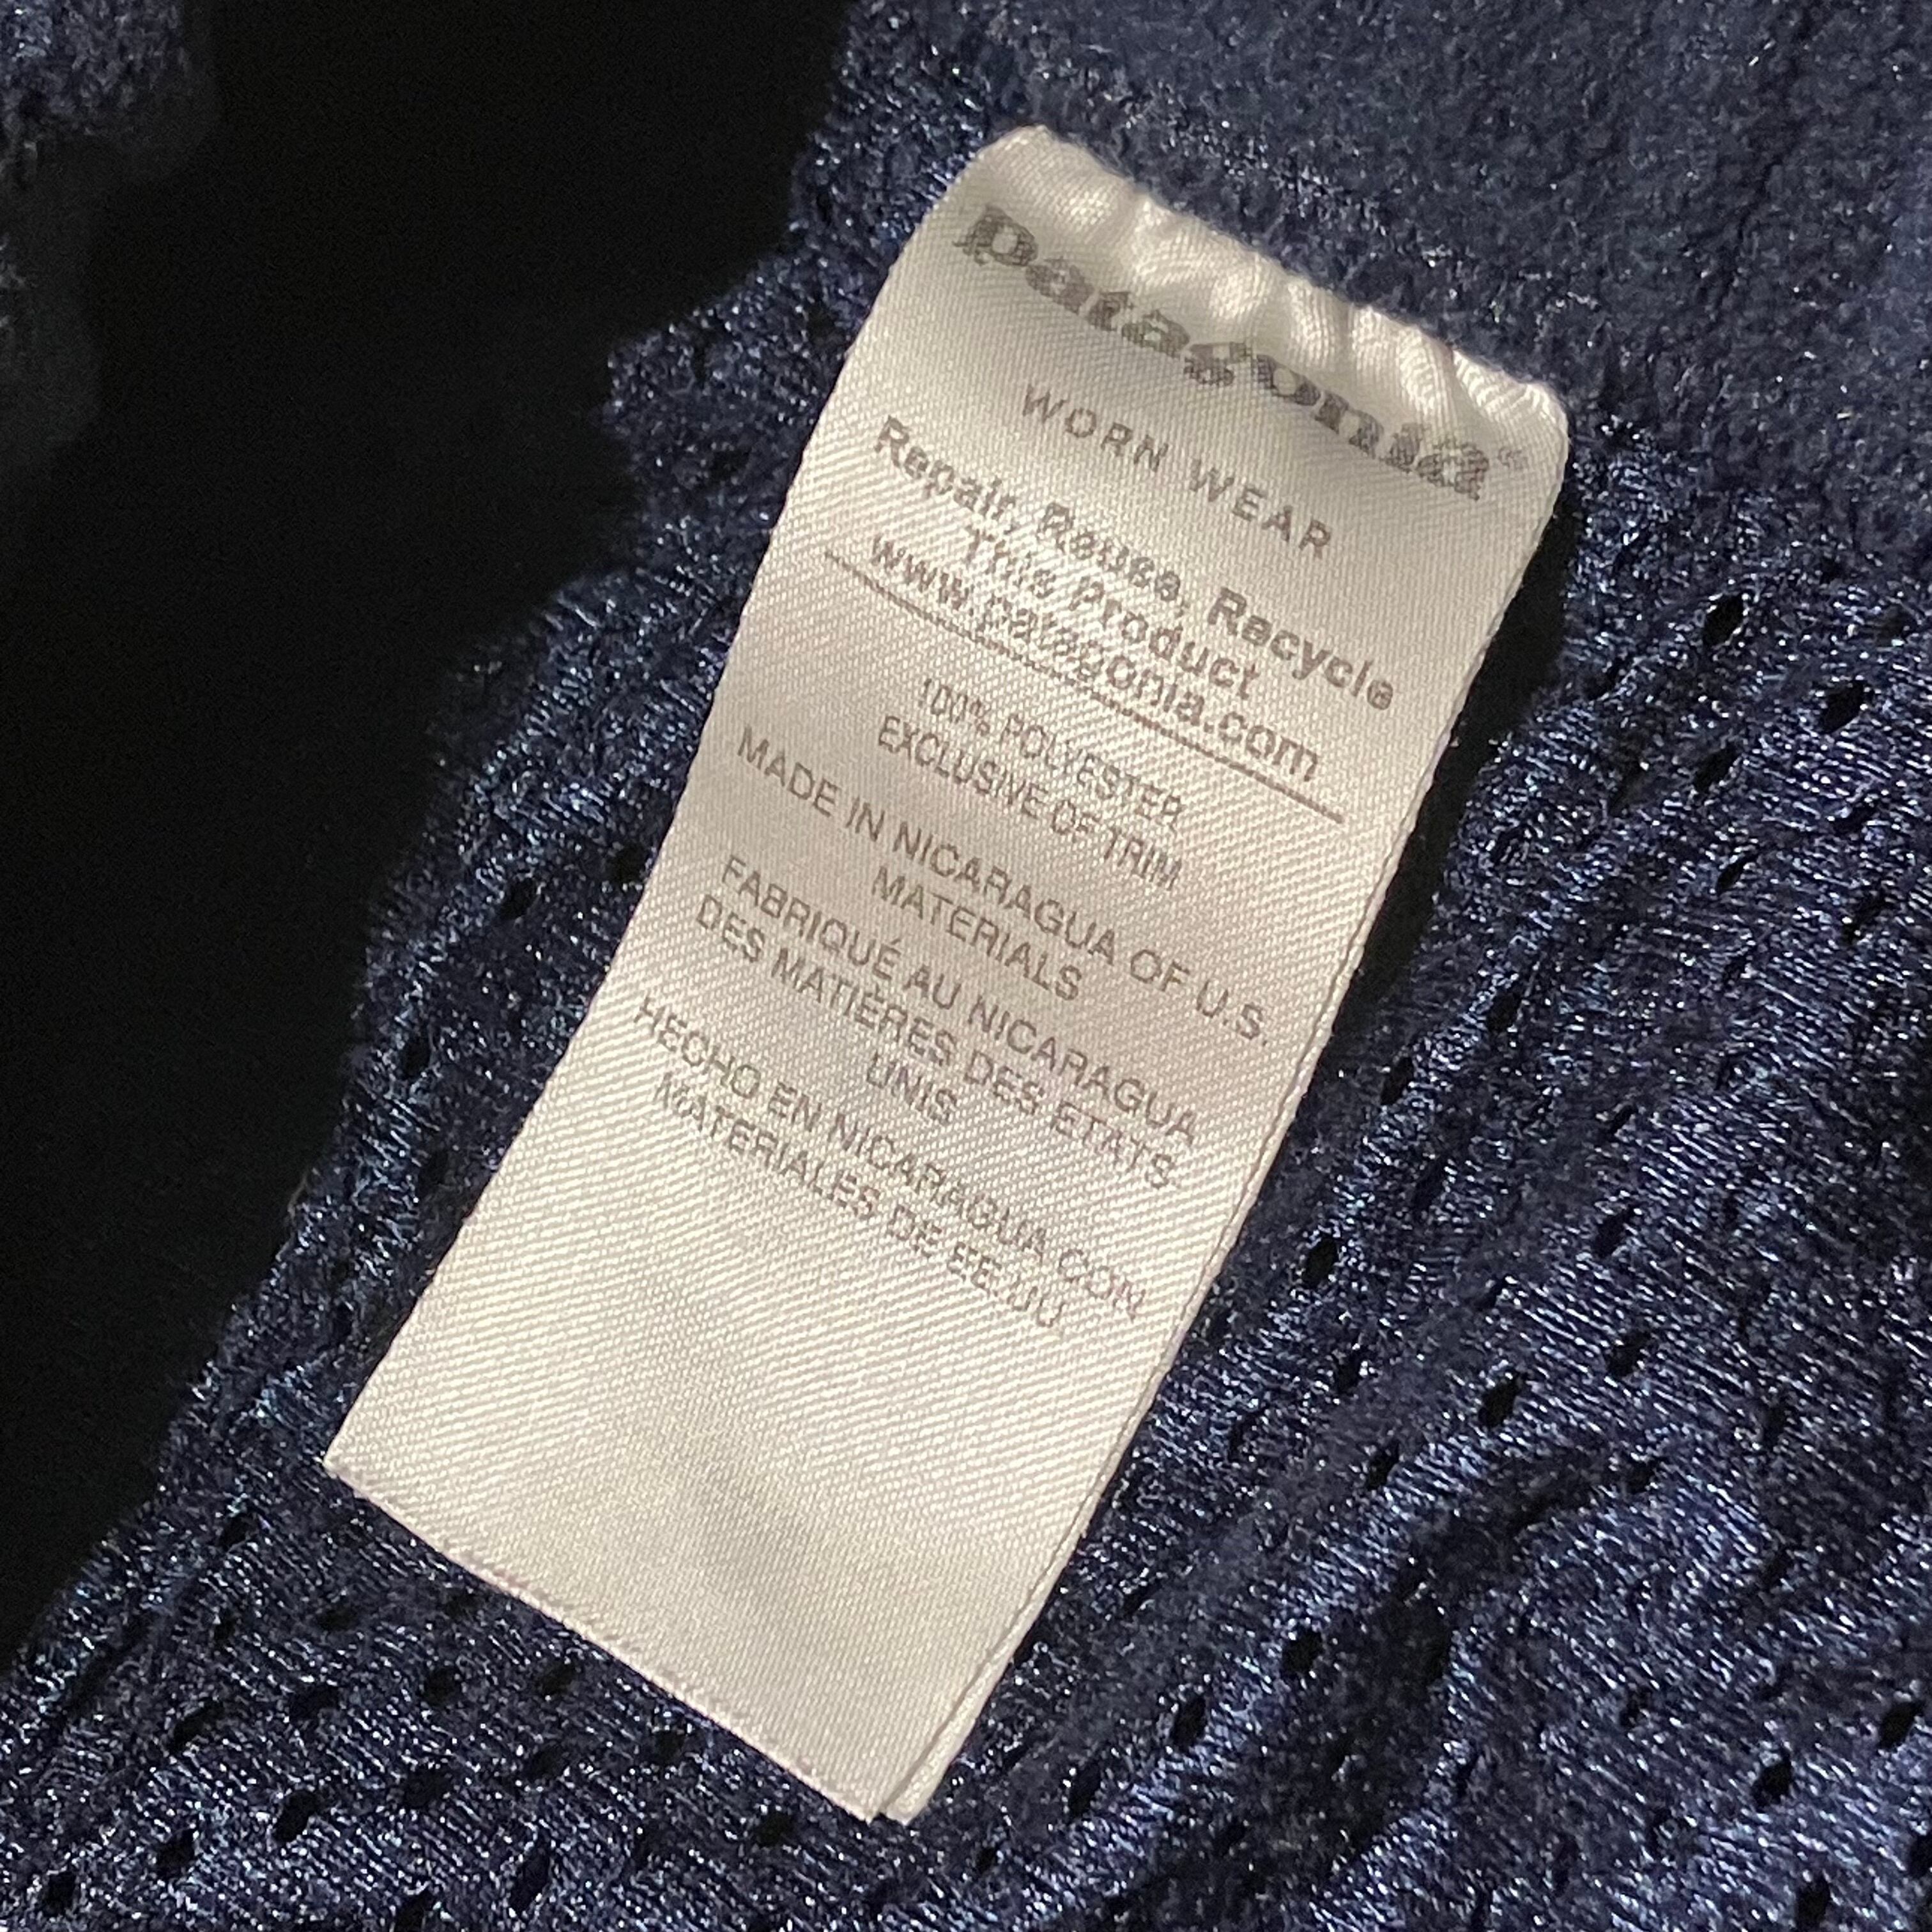 patagonia®
WORN WEAR
Repair, Reuse, Recycle
This Product
www.patagonia.com
100% POLYESTER
EXCLUSIVE OF TRIM
MADE IN NICARAGUA OF U.S.
MATERIALS
FABRIQUÉ AU NICARAGUA
DES MATIÈRES DES ETATS
UNIS
HECHO EN NICARAGUA CON
MATERIALES DE EE.UU